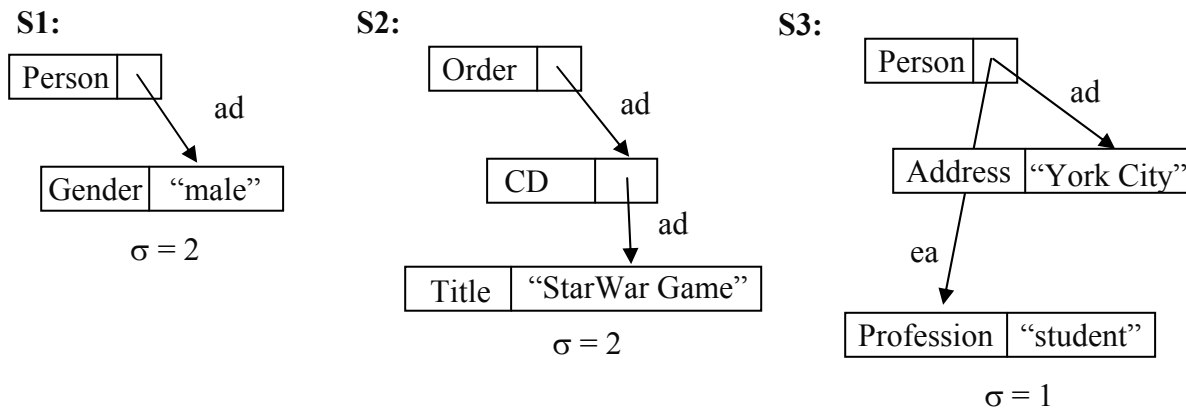 S1:
Person
ad
Gender “male”
σ = 2
S2:
Order
ad
CD
ad
Title “StarWar Game”
σ = 2
S3:
Person
ad
Address “York City”
ea
Profession “student”
σ = 1